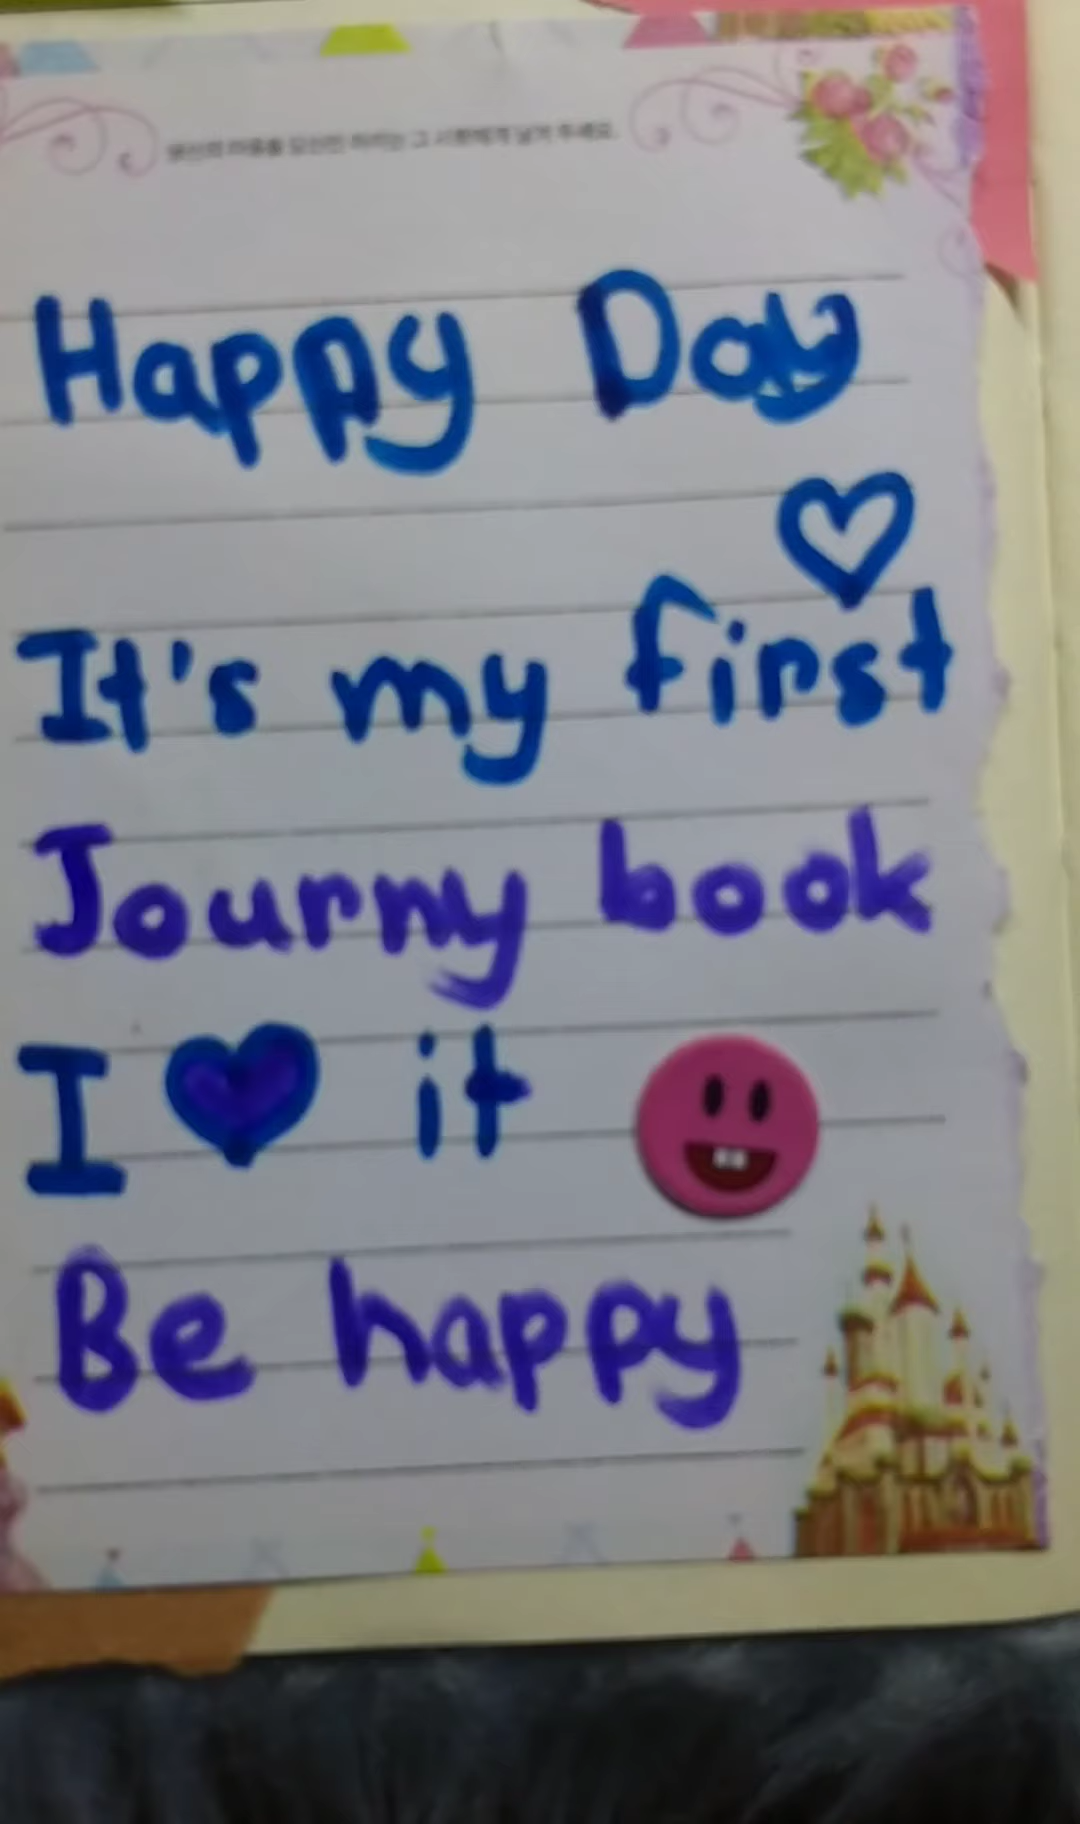 Happy Day
It's my first
Journy book
I ♥ it
Be happy